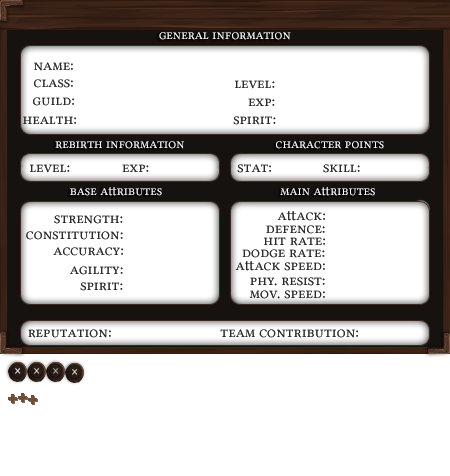 GENERAL INFORMATION
NAME:
CLASS: LEVEL:
GUILD: EXP:
HEALTH: SPIRIT:
REBIRTH INFORMATION CHARACTER POINTS
LEVEL: EXP: STAT: SKILL:
BASE ATTRIBUTES MAIN ATTRIBUTES
STRENGTH:
CONSTITUTION:
ACCURACY:
AGILITY:
SPIRIT:
ATTACK:
DEFENCE:
HIT RATE:
DODGE RATE:
ATTACK SPEED:
PHY. RESIST:
MOV. SPEED:
REPUTATION: TEAM CONTRIBUTION: